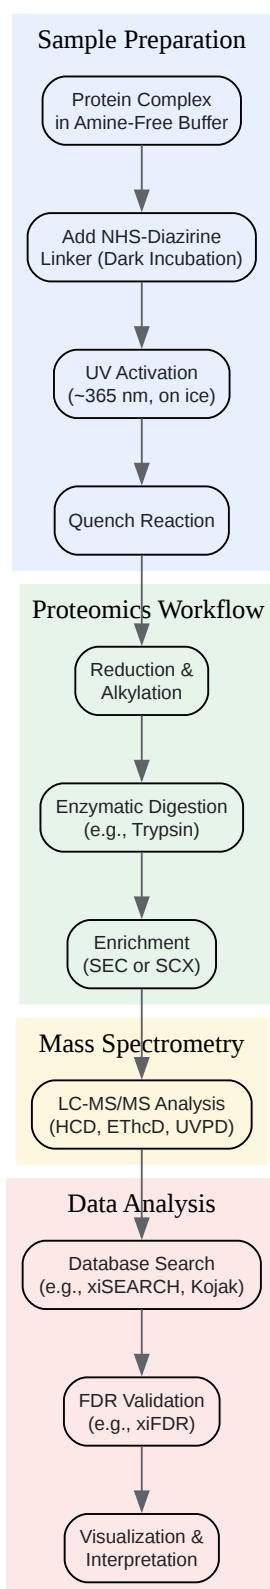 Sample Preparation
Protein Complex
in Amine-Free Buffer
Add NHS-Diazirine
Linker (Dark Incubation)
UV Activation
(~365 nm, on ice)
Quench Reaction
Proteomics Workflow
Reduction &
Alkylation
Enzymatic Digestion
(e.g., Trypsin)
Enrichment
(SEC or SCX)
Mass Spectrometry
LC-MS/MS Analysis
(HCD, EThcD, UVPD)
Data Analysis
Database Search
(e.g., xiSEARCH, Kojak)
FDR Validation
(e.g., xiFDR)
Visualization &
Interpretation